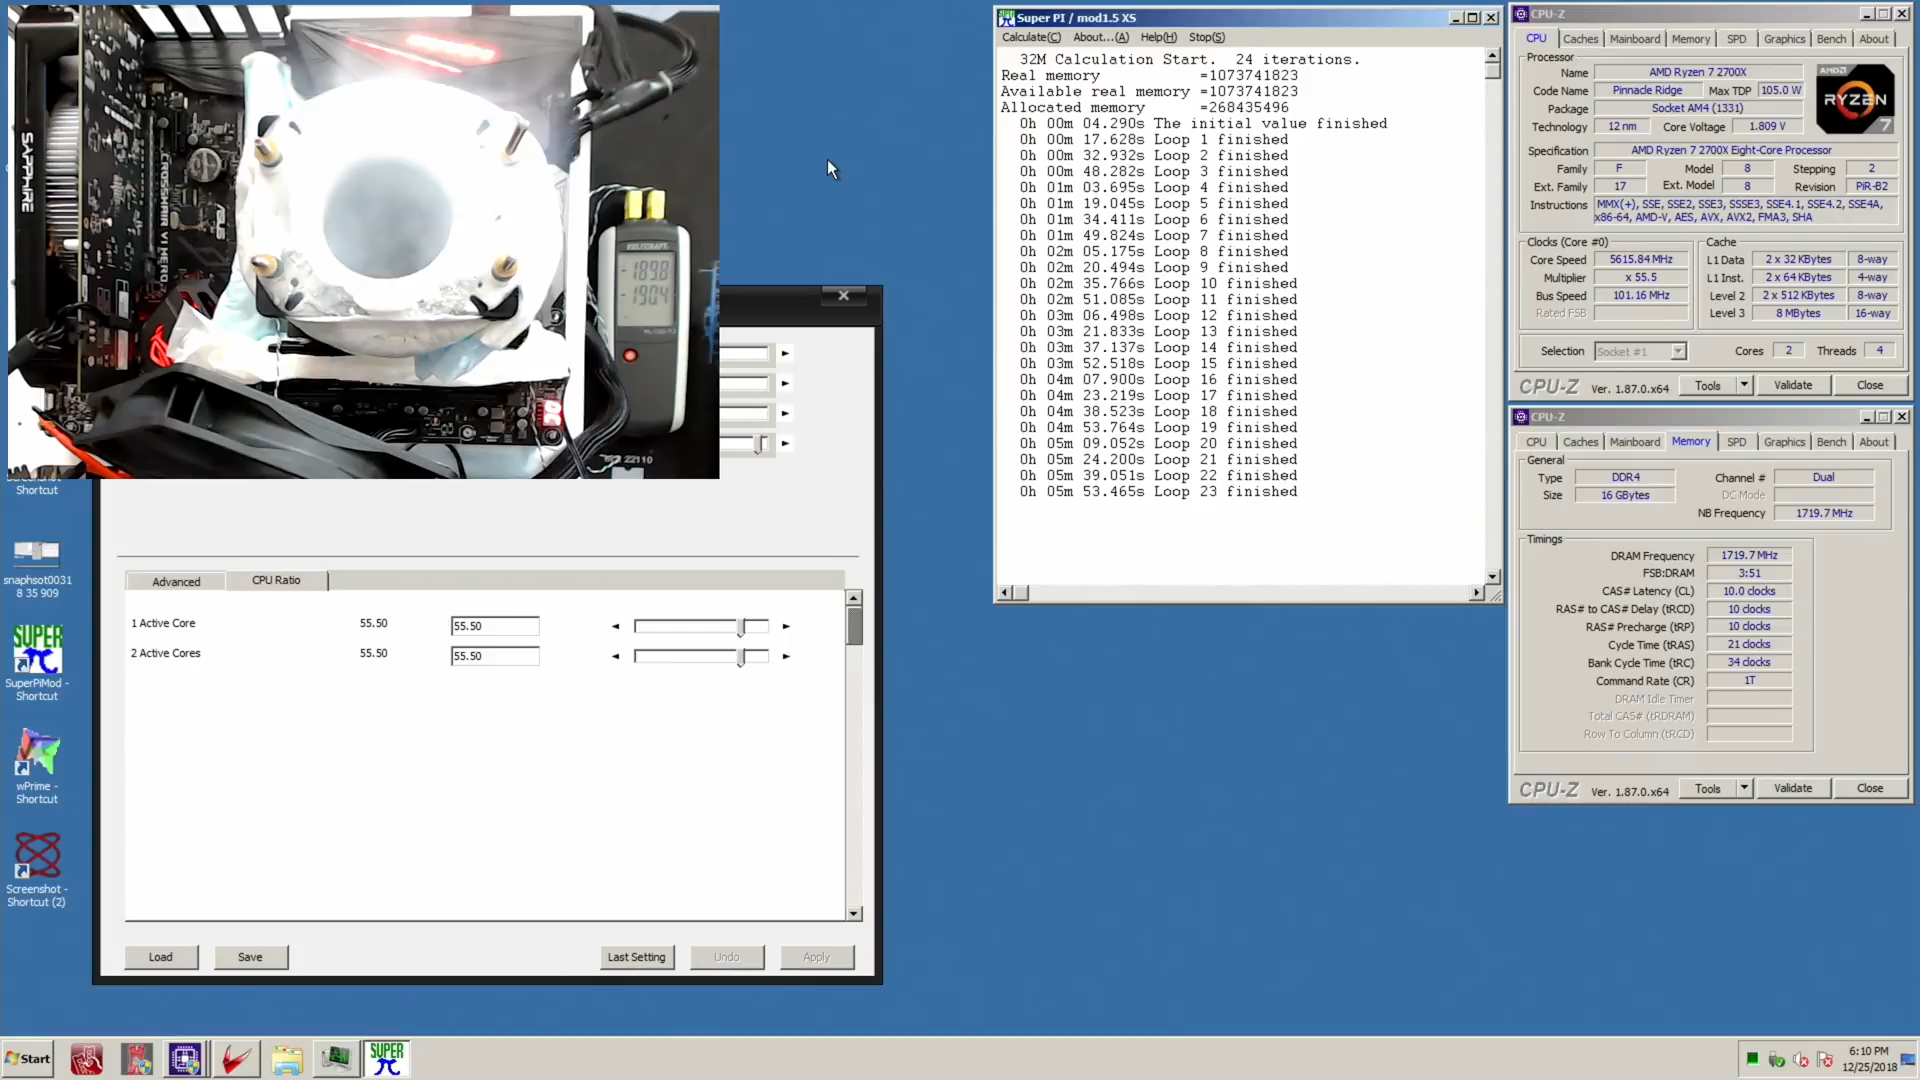 SAPPHIRE
CROSSHAIR VI HERO
VOLTCRAFT
-189.8
-190.4
22110
Shortcut
snaphsot0031
8 35 909
SuperPiMod -
Shortcut
wPrime -
Shortcut
Screenshot -
Shortcut (2)
Advanced
CPU Ratio
1 Active Core
55.50
55.50
2 Active Cores
55.50
55.50
Load
Save
Last Setting
Undo
Apply
Super PI / mod1.5 XS
Calculate(C) About...(A) Help(H) Stop(S)
32M Calculation Start. 24 iterations.
Real memory =1073741823
Available real memory =1073741823
Allocated memory =268435496
0h 00m 04.290s The initial value finished
0h 00m 17.628s Loop 1 finished
0h 00m 32.932s Loop 2 finished
0h 00m 48.282s Loop 3 finished
0h 01m 03.695s Loop 4 finished
0h 01m 19.045s Loop 5 finished
0h 01m 34.411s Loop 6 finished
0h 01m 49.824s Loop 7 finished
0h 02m 05.175s Loop 8 finished
0h 02m 20.494s Loop 9 finished
0h 02m 35.766s Loop 10 finished
0h 02m 51.085s Loop 11 finished
0h 03m 06.498s Loop 12 finished
0h 03m 21.833s Loop 13 finished
0h 03m 37.137s Loop 14 finished
0h 03m 52.518s Loop 15 finished
0h 04m 07.900s Loop 16 finished
0h 04m 23.219s Loop 17 finished
0h 04m 38.523s Loop 18 finished
0h 04m 53.764s Loop 19 finished
0h 05m 09.052s Loop 20 finished
0h 05m 24.200s Loop 21 finished
0h 05m 39.051s Loop 22 finished
0h 05m 53.465s Loop 23 finished
CPU-Z
CPU Caches Mainboard Memory SPD Graphics Bench About
Processor
Name AMD Ryzen 7 2700X
Code Name Pinnacle Ridge Max TDP 105.0 W
Package Socket AM4 (1331)
Technology 12 nm Core Voltage 1.809 V
AMD
RYZEN
7
Specification AMD Ryzen 7 2700X Eight-Core Processor
Family F Model 8 Stepping 2
Ext. Family 17 Ext. Model 8 Revision PiR-B2
Instructions MMX(+), SSE, SSE2, SSE3, SSSE3, SSE4.1, SSE4.2, SSE4A,
x86-64, AMD-V, AES, AVX, AVX2, FMA3, SHA
Clocks (Core #0)
Core Speed 5615.84 MHz
Multiplier x 55.5
Bus Speed 101.16 MHz
Rated FSB
Cache
L1 Data 2 x 32 KBytes 8-way
L1 Inst. 2 x 64 KBytes 4-way
Level 2 2 x 512 KBytes 8-way
Level 3 8 MBytes 16-way
Selection Socket #1 Cores 2 Threads 4
CPU-Z Ver. 1.87.0.x64 Tools Validate Close
CPU-Z
CPU Caches Mainboard Memory SPD Graphics Bench About
General
Type DDR4 Channel # Dual
Size 16 GBytes DC Mode
NB Frequency 1719.7 MHz
Timings
DRAM Frequency 1719.7 MHz
FSB:DRAM 3:51
CAS# Latency (CL) 10.0 clocks
RAS# to CAS# Delay (tRCD) 10 clocks
RAS# Precharge (tRP) 10 clocks
Cycle Time (tRAS) 21 clocks
Bank Cycle Time (tRC) 34 clocks
Command Rate (CR) 1T
DRAM Idle Timer
Total CAS# (tRDRAM)
Row To Column (tRCD)
CPU-Z Ver. 1.87.0.x64 Tools Validate Close
Start
SUPER
π
6:10 PM
12/25/2018